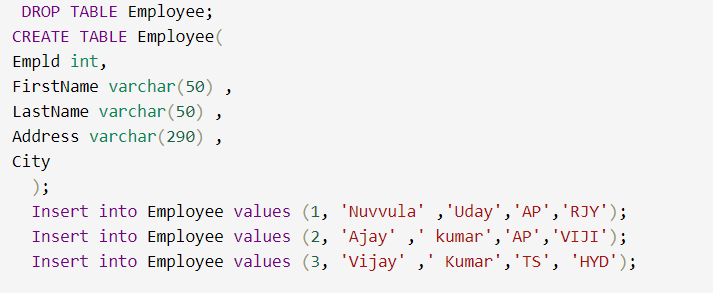 DROP TABLE Employee;
CREATE TABLE Employee(
Empld int,
FirstName varchar(50) ,
LastName varchar(50) ,
Address varchar(290) ,
City
);
Insert into Employee values (1, 'Nuvvula' ,'Uday','AP','RJY');
Insert into Employee values (2, 'Ajay' ,' kumar','AP','VIJI');
Insert into Employee values (3, 'Vijay' ,' Kumar','TS', 'HYD');